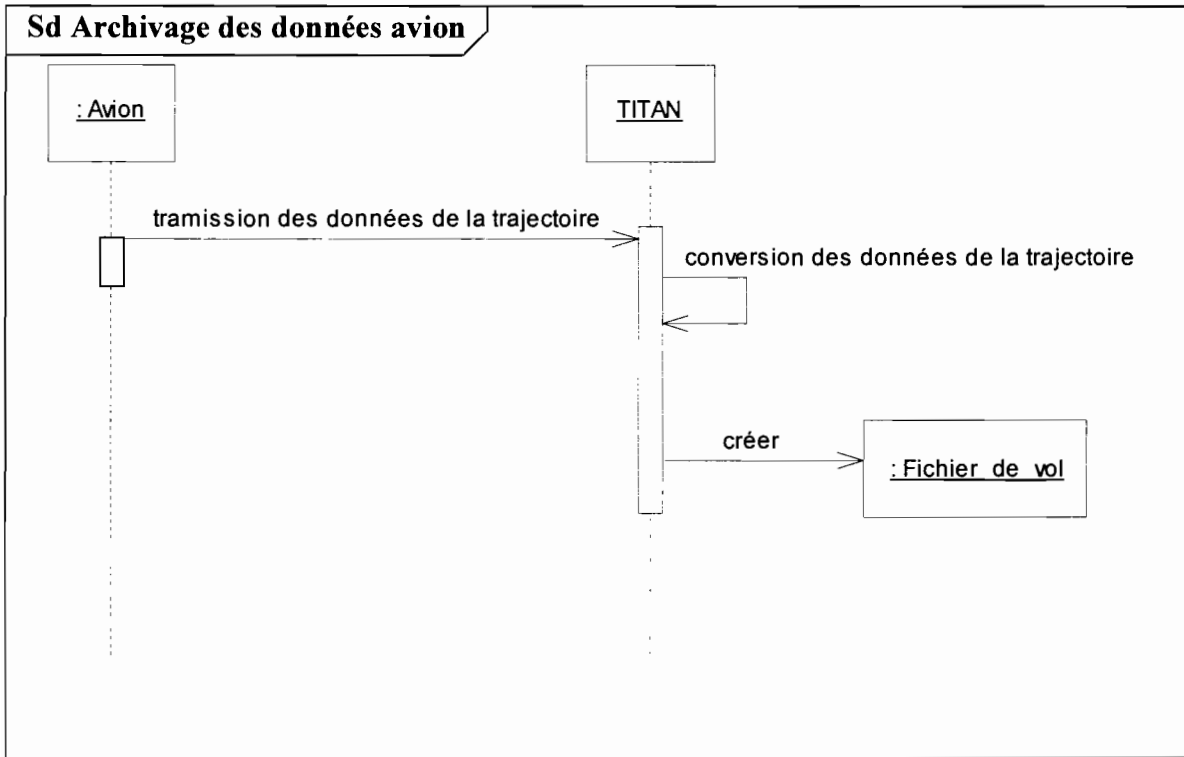 Sd Archivage des données avion
: Avion
TITAN
tramission des données de la trajectoire
conversion des données de la trajectoire
créer
: Fichier_de_vol